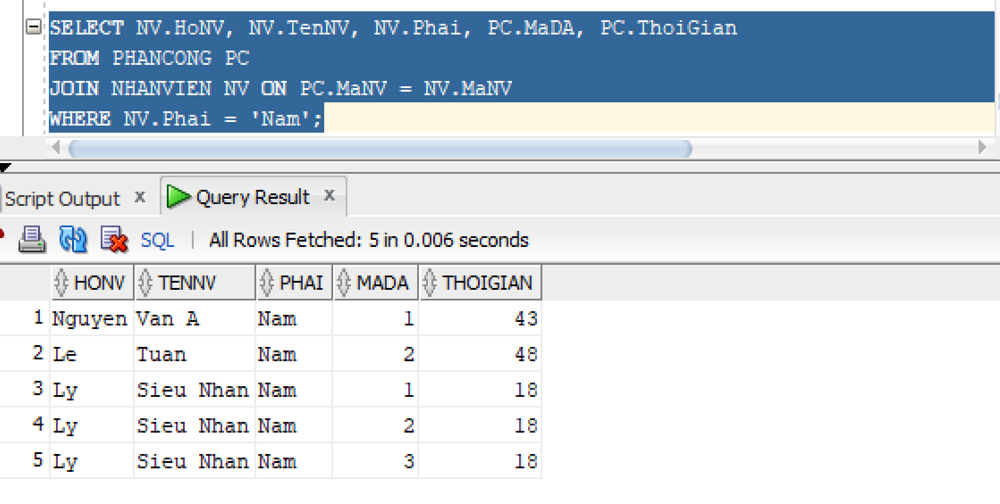 SELECT NV.HoNV, NV.TenNV, NV.Phai, PC.MaDA, PC.ThoiGian
FROM PHANCONG PC
JOIN NHANVIEN NV ON PC.MaNV = NV.MaNV
WHERE NV.Phai = 'Nam';
Script Output x Query Result x
SQL | All Rows Fetched: 5 in 0.006 seconds
HONV TENNV PHAI MADA THOIGIAN
1 Nguyen Van A Nam 1 43
2 Le Tuan Nam 2 48
3 Ly Sieu Nhan Nam 1 18
4 Ly Sieu Nhan Nam 2 18
5 Ly Sieu Nhan Nam 3 18